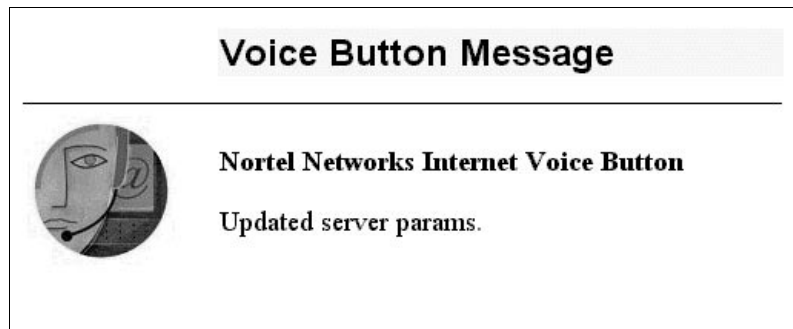 Voice Button Message
Nortel Networks Internet Voice Button
Updated server params.
@